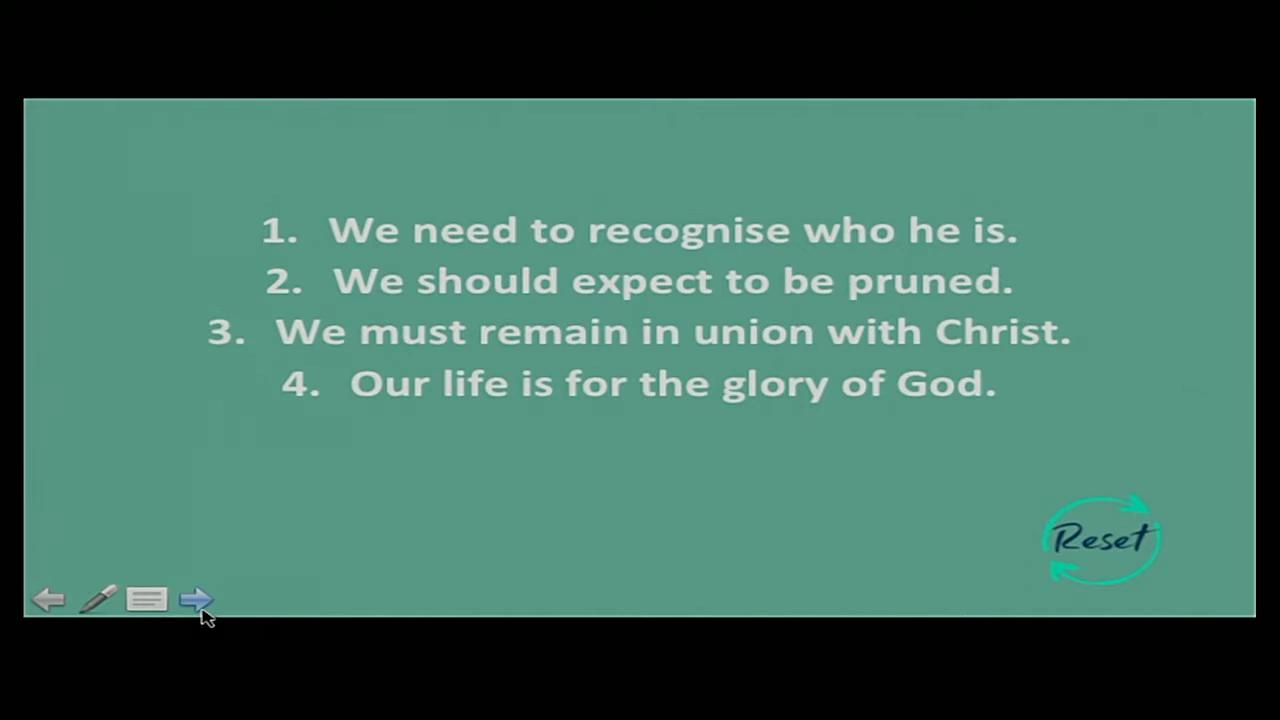 1. We need to recognise who he is.
2. We should expect to be pruned.
3. We must remain in union with Christ.
4. Our life is for the glory of God.
Reset